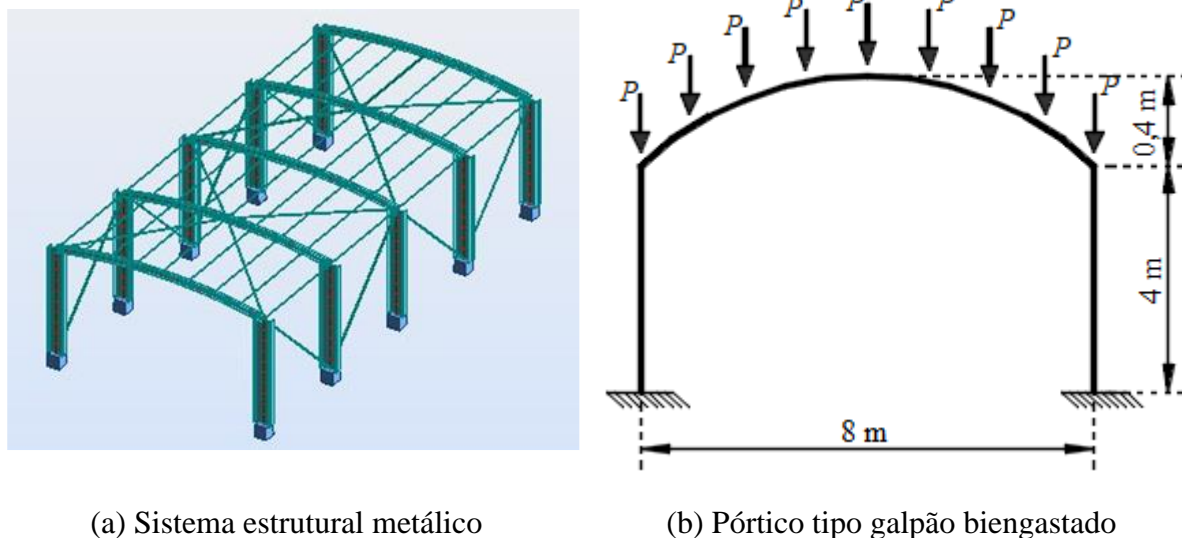 P
P
P
P
P
P
P
P
P
0,4 m
4 m
8 m
(a) Sistema estrutural metálico
(b) Pórtico tipo galpão biengastado